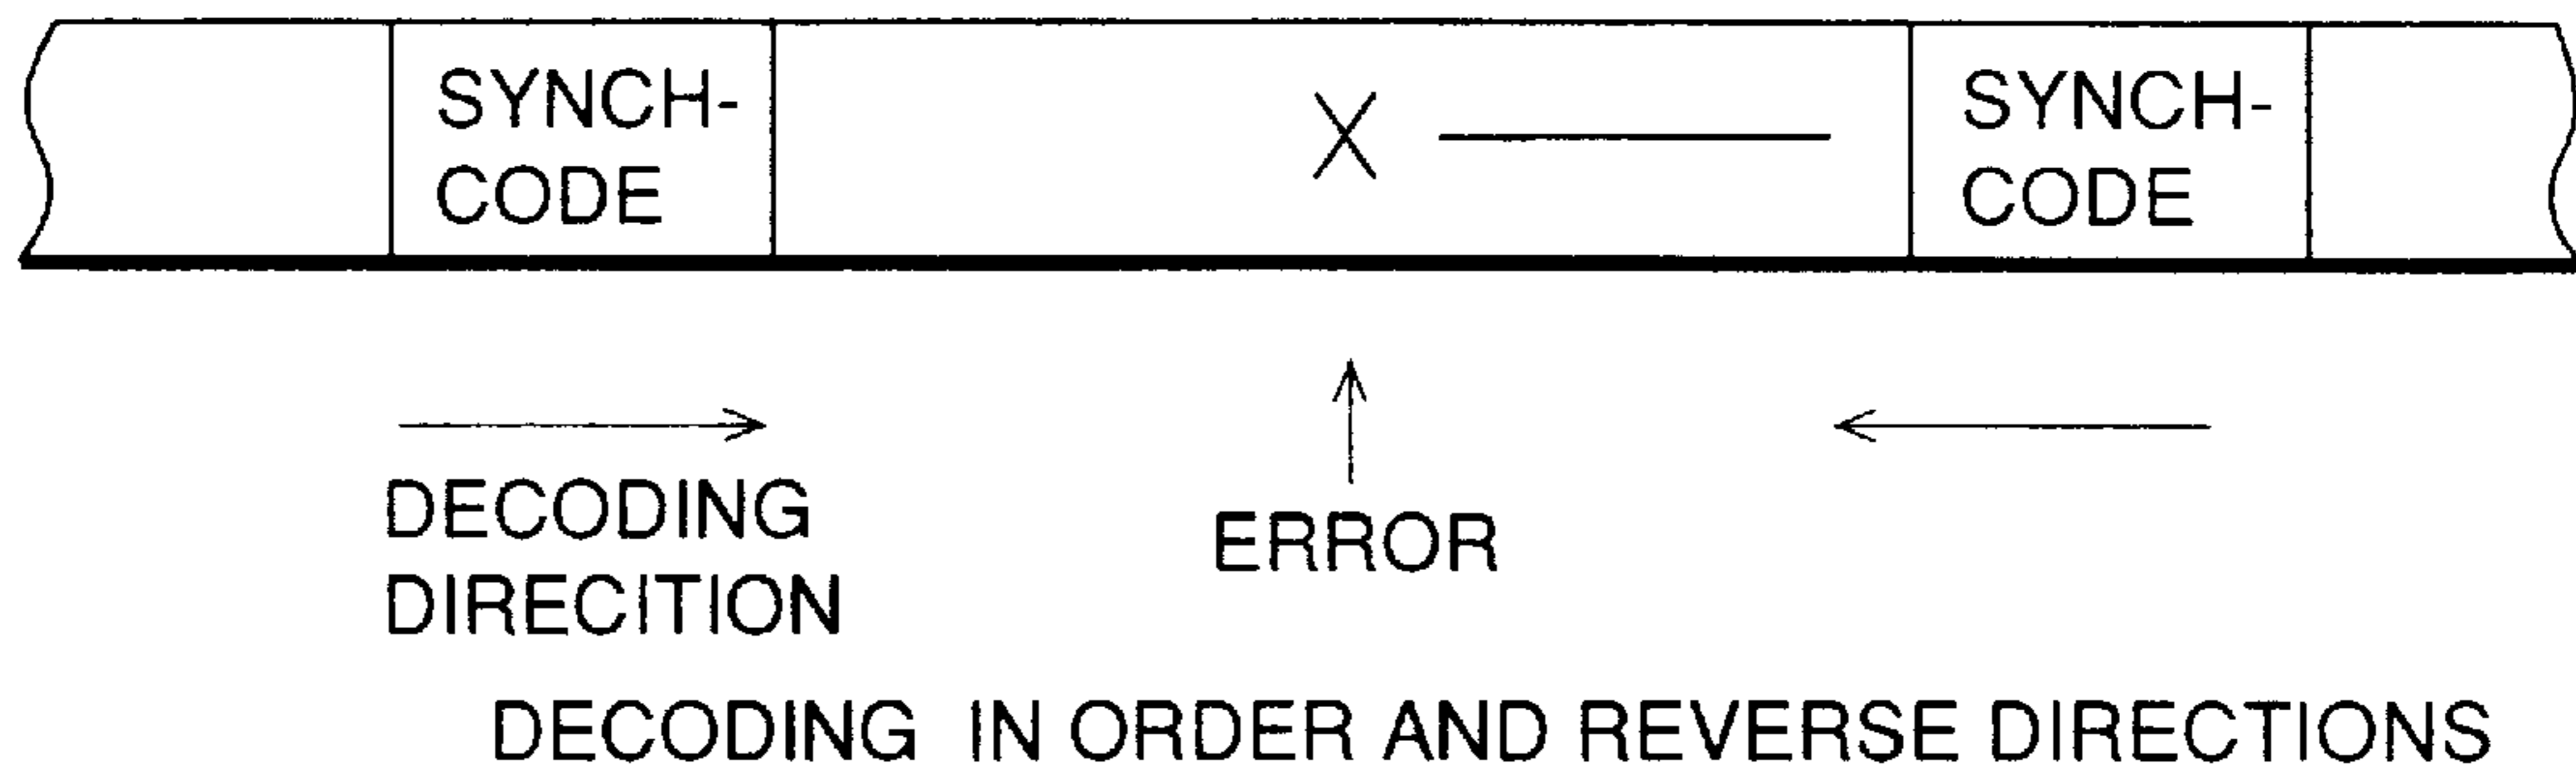 SYNCH-
CODE
X
SYNCH-
CODE
DECODING
DIRECITION
ERROR
DECODING IN ORDER AND REVERSE DIRECTIONS